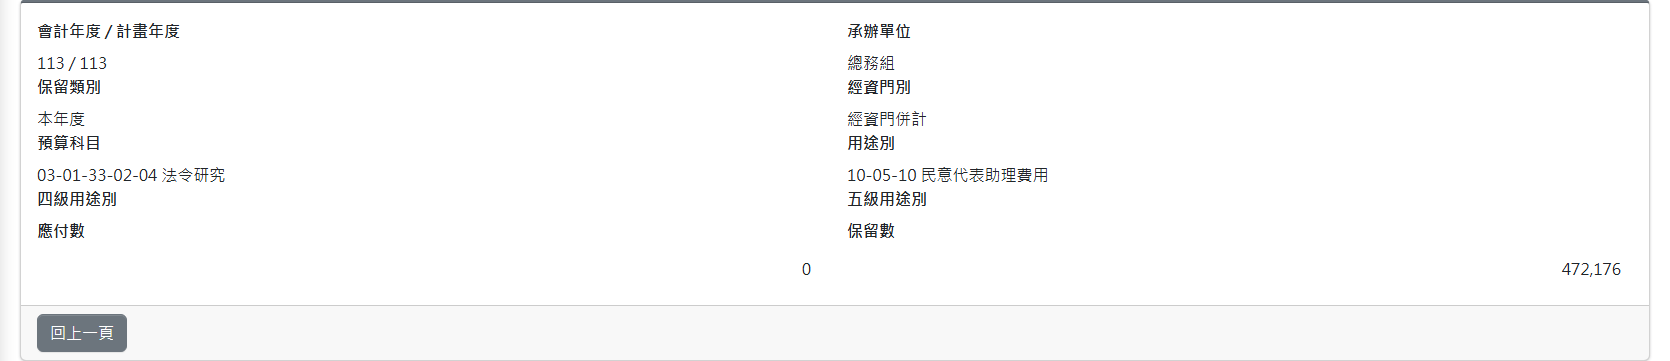 會計年度 / 計畫年度
承辦單位
113 / 113
總務組
保留類別
經資門別
本年度
經資門併計
預算科目
用途別
03-01-33-02-04 法令研究
10-05-10 民意代表助理費用
四級用途別
五級用途別
應付數
保留數
0
472,176
回上一頁